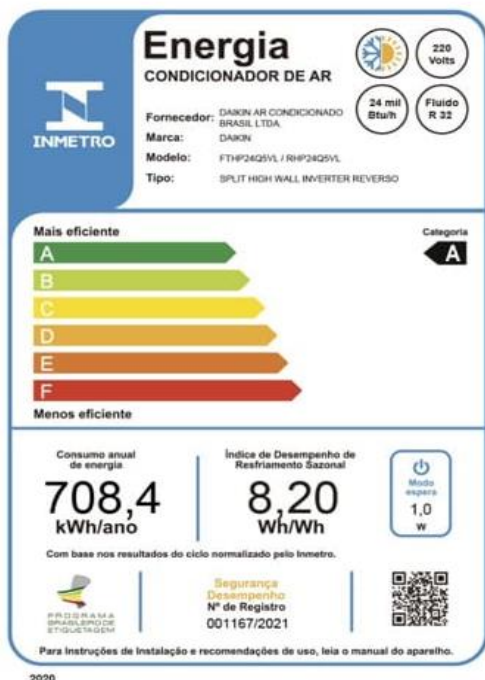 Energia
CONDICIONADOR DE AR
220
Volts
24 mil
Btu/h
Fluído
R 32
INMETRO
Fornecedor: DAIKIN AR CONDICIONADO
BRASIL LTDA
Marca: DAIKIN
Modelo: FTHP24Q5VL / RHP24Q5VL
Tipo: SPLIT HIGH WALL INVERTER REVERSO
Mais eficiente
Categoria
A
A
B
C
D
E
F
Menos eficiente
Consumo anual
de energia
708,4
kWh/ano
Índice de Desempenho de
Resfriamento Sazonal
8,20
Wh/Wh
Modo
espera
1,0
W
Com base nos resultados do ciclo normalizado pelo Inmetro.
PROGRAMA
BRASILEIRO DE
ETIQUETAGEM
Segurança
Desempenho
Nº de Registro
001167/2021
Para Instruções de Instalação e recomendações de uso, leia o manual do aparelho.
2020